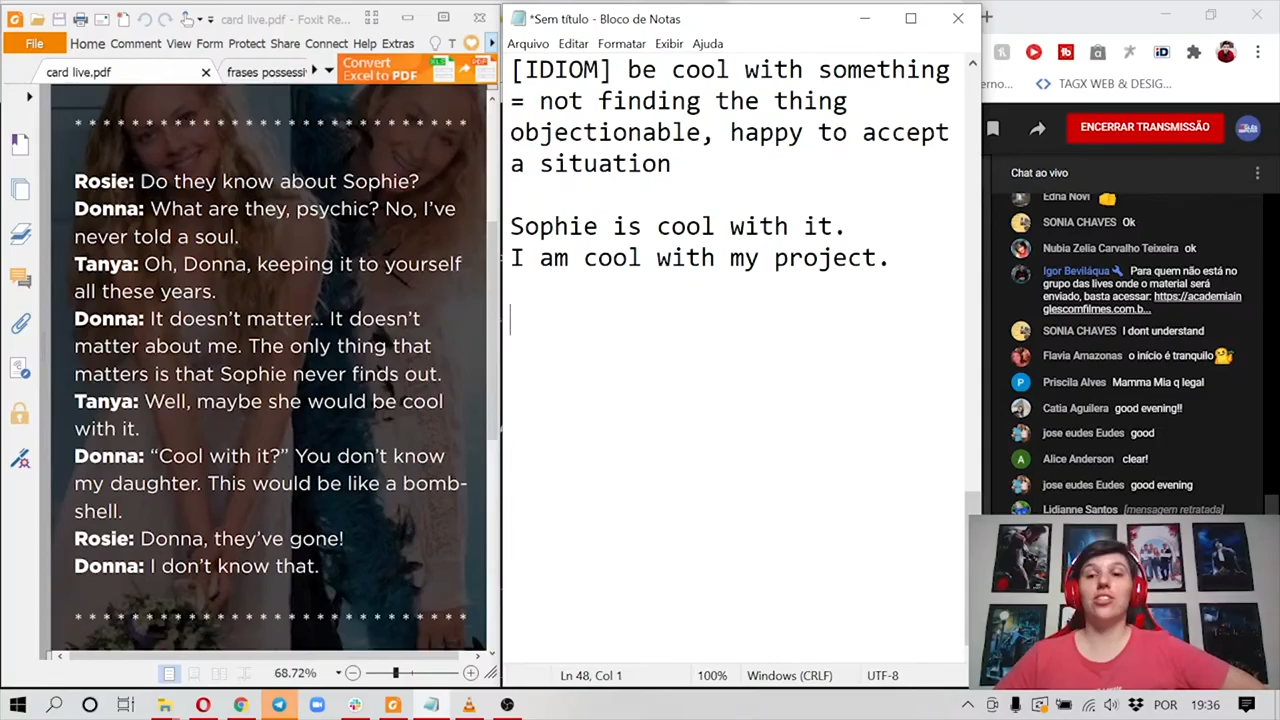 card live.pdf - Foxit Re...
File
Home
Comment
View
Form
Protect
Share
Connect
Help
Extras
card live.pdf
frases possessi
Convert
Excel to PDF
* * * * * * * * * * * * * * * * * * * * * * * * * * *
Rosie: Do they know about Sophie?
Donna: What are they, psychic? No, I've
never told a soul.
Tanya: Oh, Donna, keeping it to yourself
all these years.
Donna: It doesn't matter... It doesn't
matter about me. The only thing that
matters is that Sophie never finds out.
Tanya: Well, maybe she would be cool
with it.
Donna: “Cool with it?” You don't know
my daughter. This would be like a bomb-
shell.
Rosie: Donna, they've gone!
Donna: I don't know that.
* * * * * * * * * * * * * * * * * * * * * * * * * * *
68.72%
*Sem título - Bloco de Notas
Arquivo
Editar
Formatar
Exibir
Ajuda
[IDIOM] be cool with something
= not finding the thing
objectionable, happy to accept
a situation
Sophie is cool with it.
I am cool with my project.
Ln 48, Col 1
100%
Windows (CRLF)
UTF-8
iD
erno...
TAGX WEB & DESIG...
ENCERRAR TRANSMISSÃO
Chat ao vivo
Edna Novi
SONIA CHAVES Ok
Nubia Zelia Carvalho Teixeira ok
Igor Beviláqua Para quem não está no
grupo das lives onde o material será
enviado, basta acessar: https://academiain
glescomfilmes.com.b...
SONIA CHAVES I dont understand
Flavia Amazonas o início é tranquilo
Priscila Alves Mamma Mia q legal
Catia Aguilera good evening!!
jose eudes Eudes good
Alice Anderson clear!
jose eudes Eudes good evening
Lidianne Santos [mensagem retratada]
POR
19:36